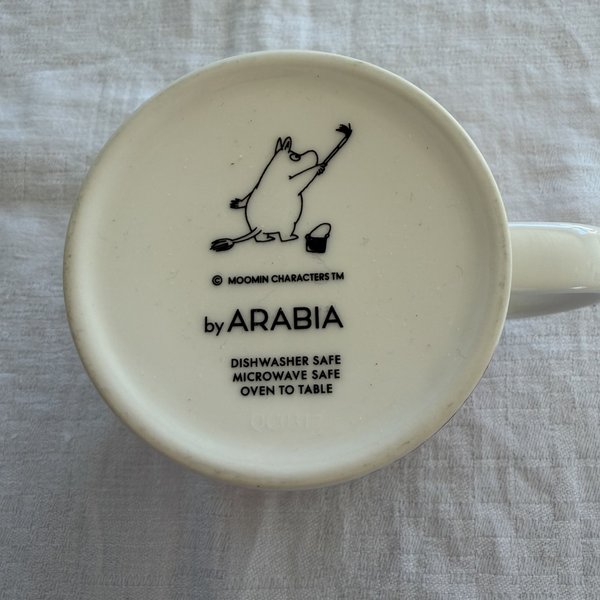 © MOOMIN CHARACTERS TM
by ARABIA
DISHWASHER SAFE
MICROWAVE SAFE
OVEN TO TABLE